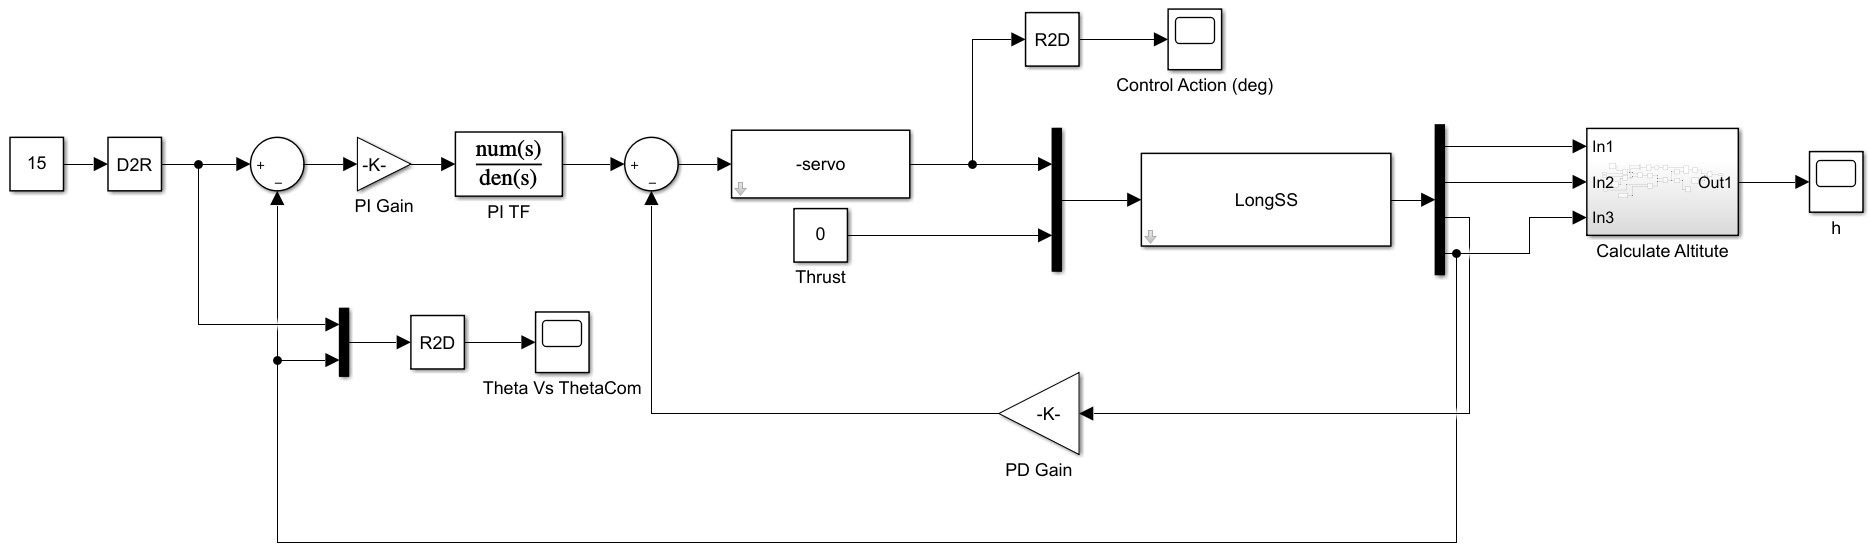 R2D
Control Action (deg)
15
D2R
+
−
-K-
PI Gain
num(s)
den(s)
PI TF
+
−
-servo
0
Thrust
LongSS
In1
In2
In3
Out1
Calculate Altitute
h
R2D
Theta Vs ThetaCom
-K-
PD Gain